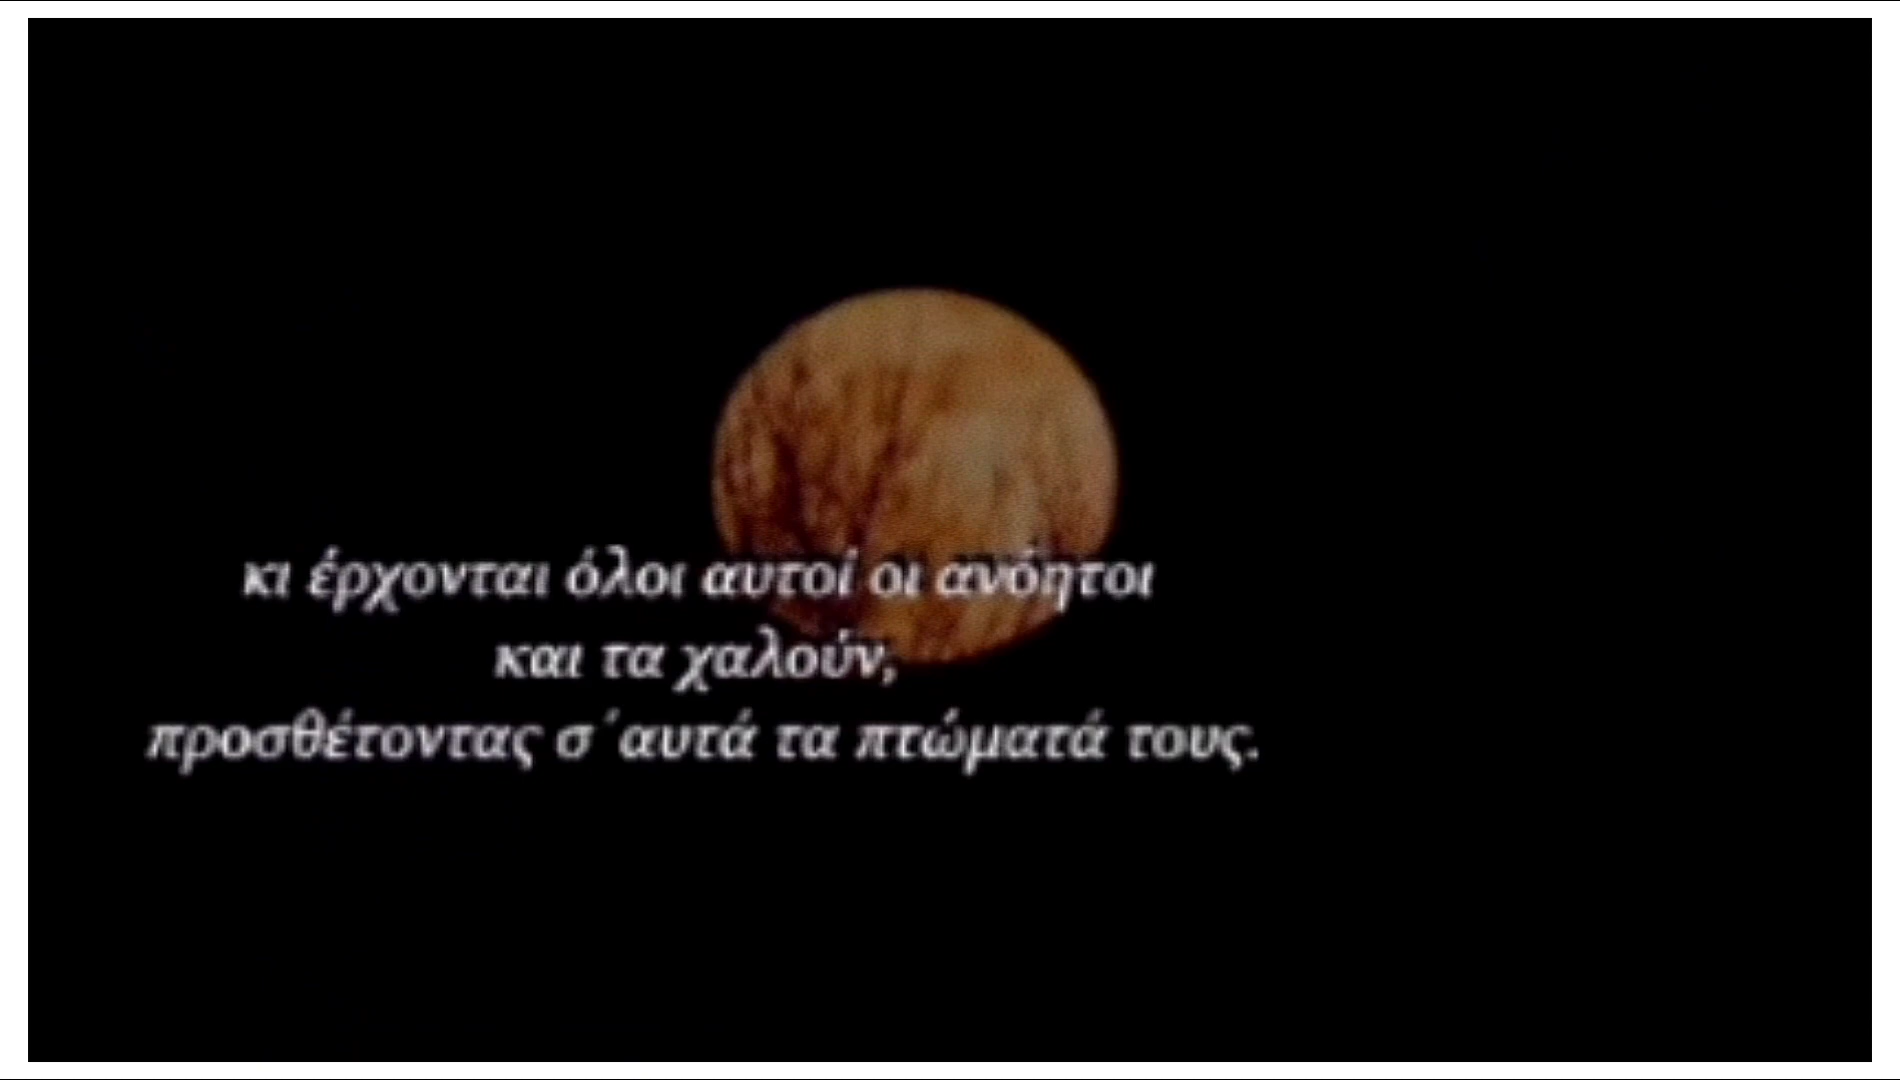 κι έρχονται όλοι αυτοί οι ανόητοι
και τα χαλούν,
προσθέτοντας σ΄αυτά τα πτώματά τους.